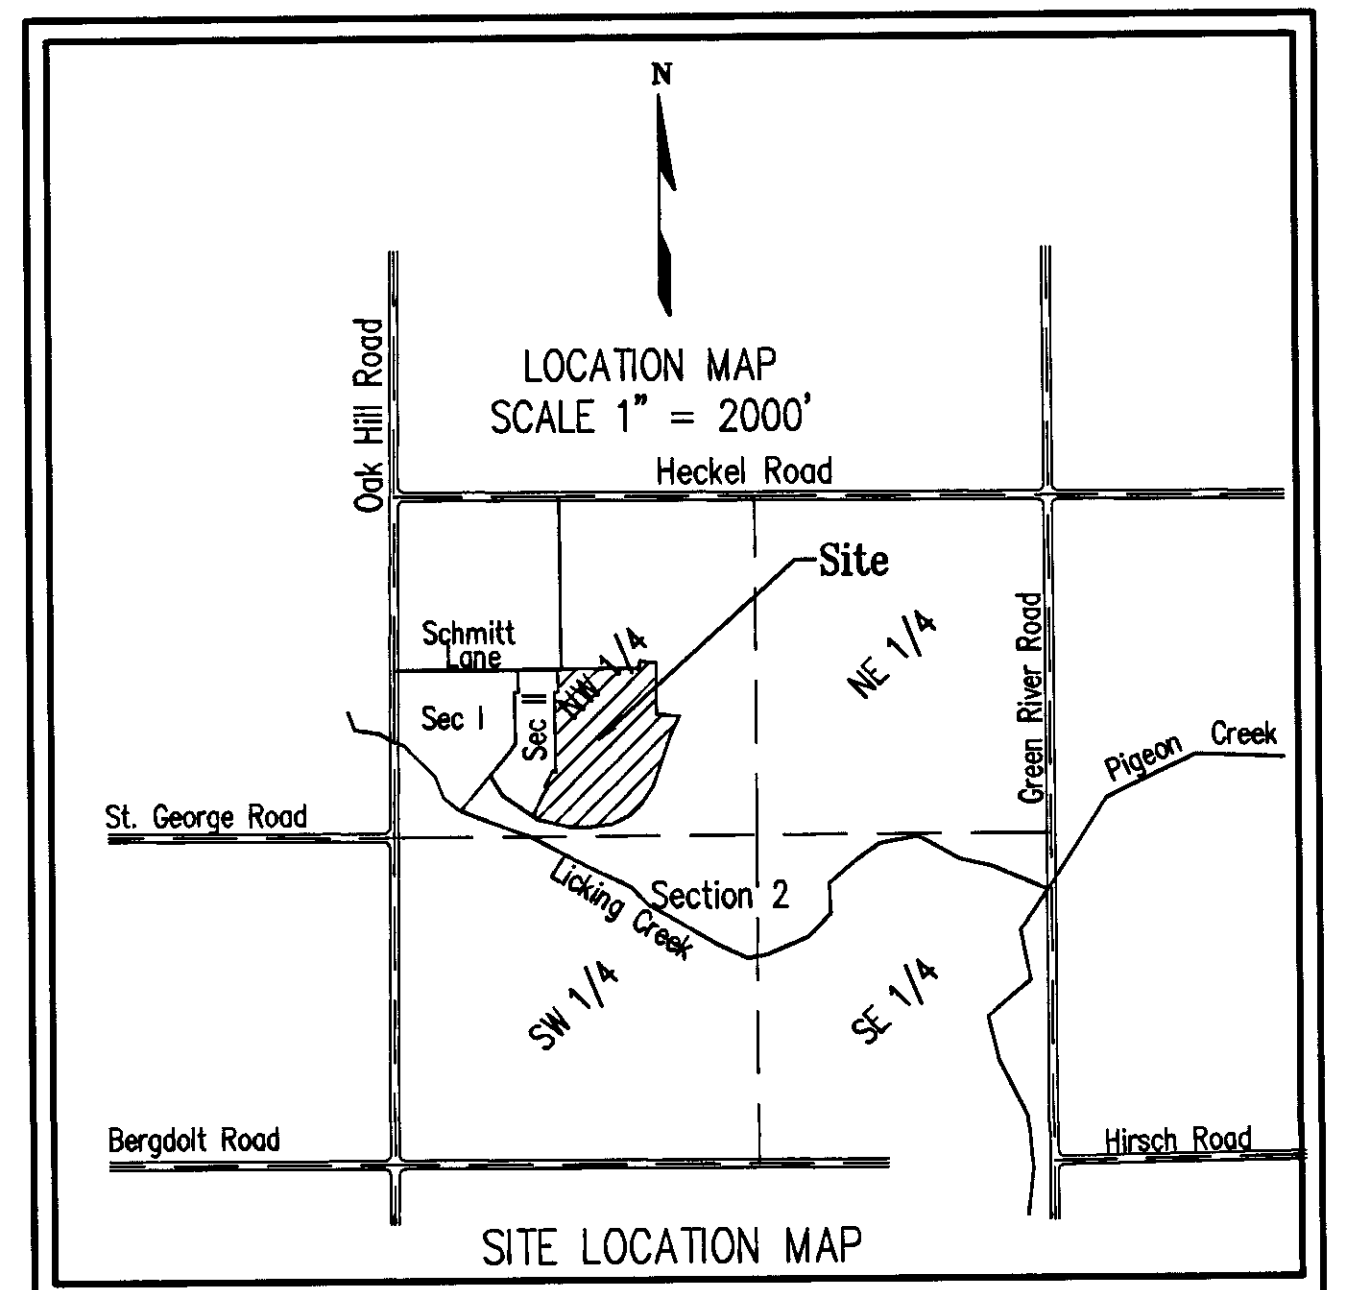 N
LOCATION MAP
SCALE 1" = 2000'
Oak Hill Road
Heckel Road
Site
Schmitt
Lane
NW 1/4
NE 1/4
Green River Road
Sec I
Sec II
Pigeon Creek
St. George Road
Licking Creek
Section 2
SW 1/4
SE 1/4
Bergdolt Road
Hirsch Road
SITE LOCATION MAP